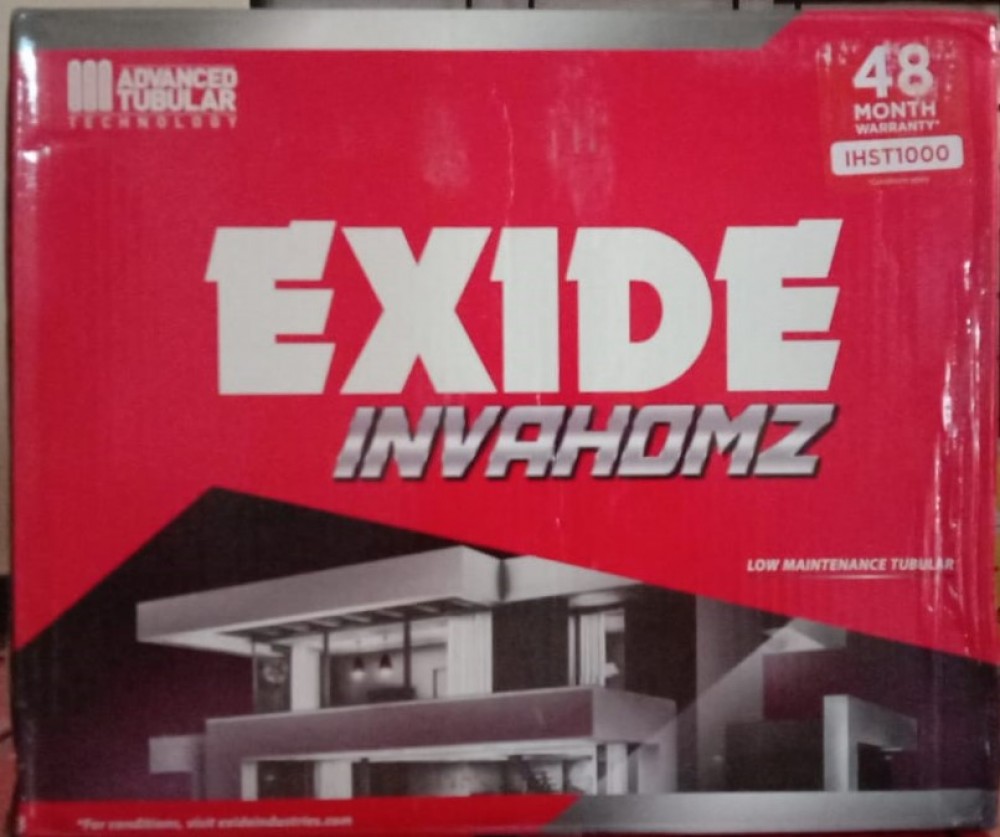 ADVANCED
TUBULAR
TECHNOLOGY
48
MONTH
WARRANTY*
IHST1000
EXIDE
INVAHOMZ
LOW MAINTENANCE TUBULAR
*For conditions, visit exideindustries.com